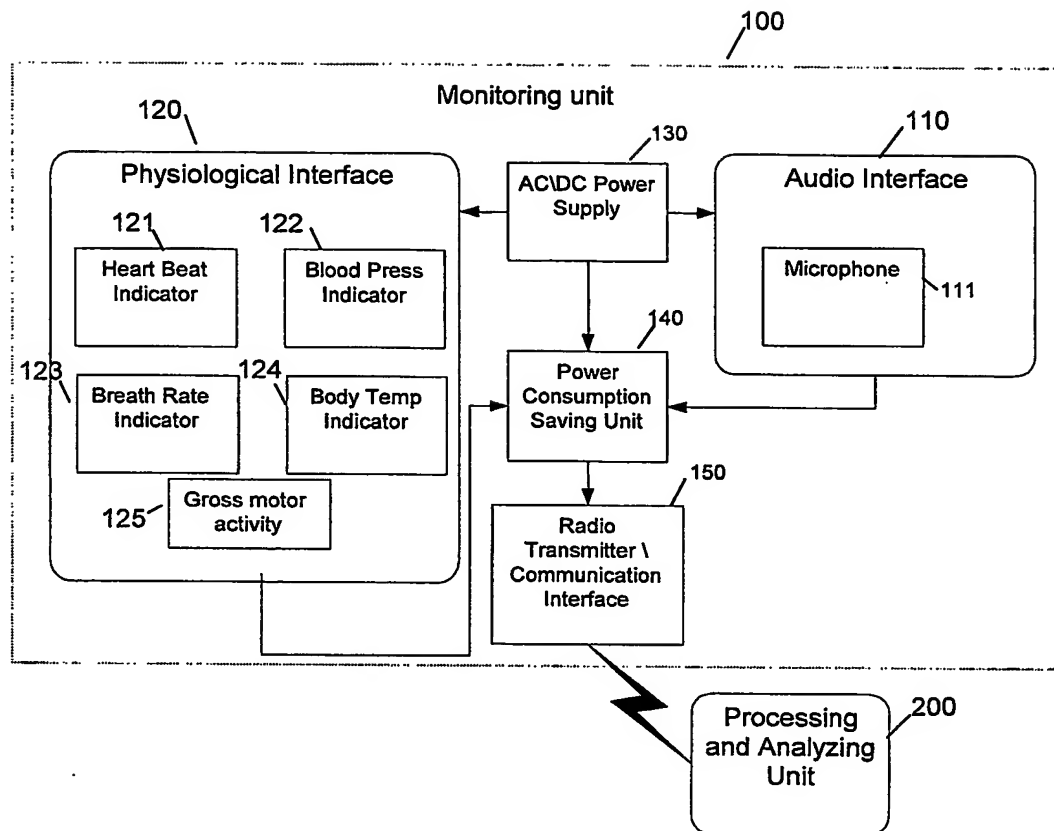 100
Monitoring unit
120
Physiological Interface
121
Heart Beat
Indicator
122
Blood Press
Indicator
123
Breath Rate
Indicator
124
Body Temp
Indicator
125
Gross motor
activity
130
AC\DC Power
Supply
110
Audio Interface
Microphone
111
140
Power
Consumption
Saving Unit
150
Radio
Transmitter \
Communication
Interface
200
Processing
and Analyzing
Unit